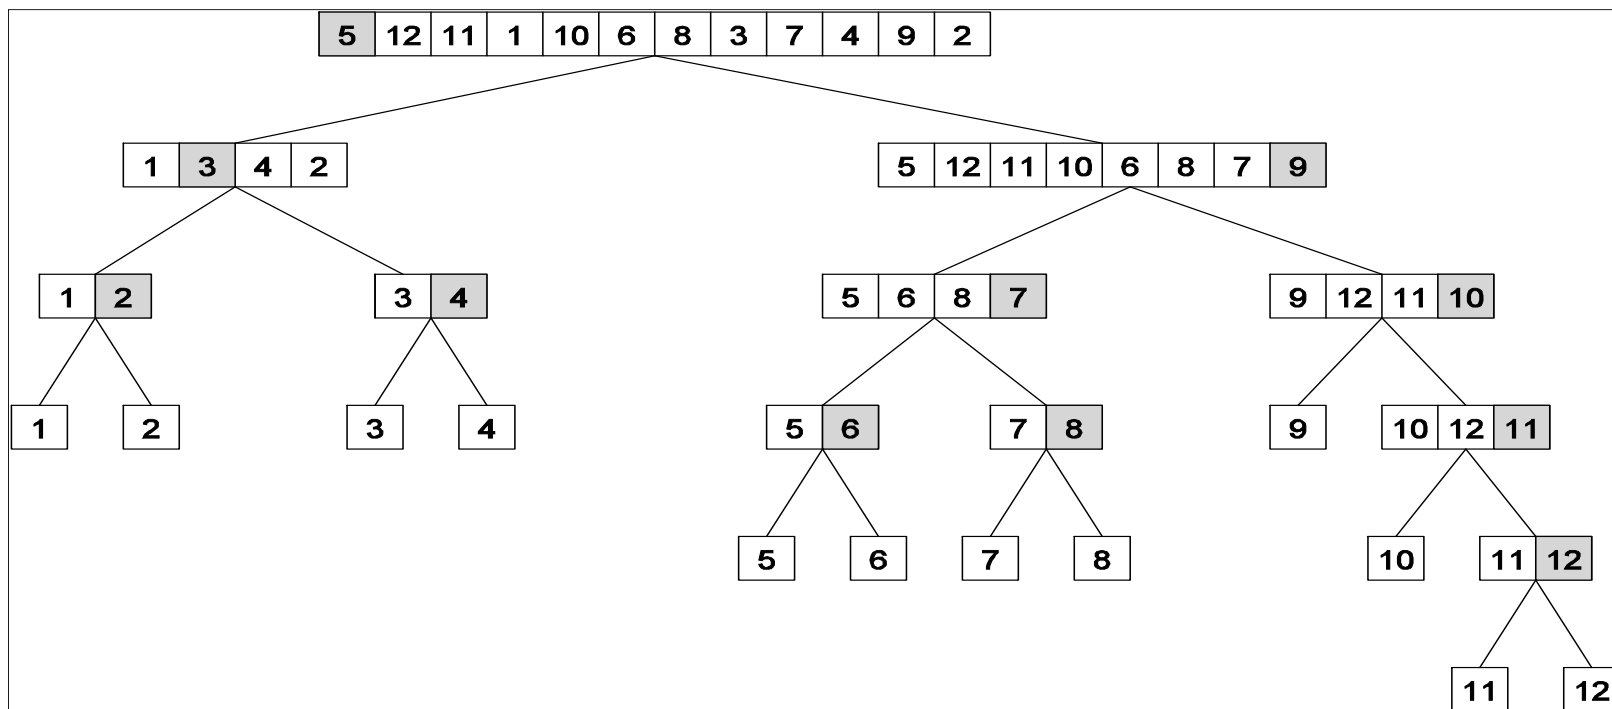 5 12 11 1 10 6 8 3 7 4 9 2
1 3 4 2 5 12 11 10 6 8 7 9
1 2 3 4 5 6 8 7 9 12 11 10
1 2 3 4 5 6 7 8 9 10 12 11
5 6 7 8 10 11 12
11 12